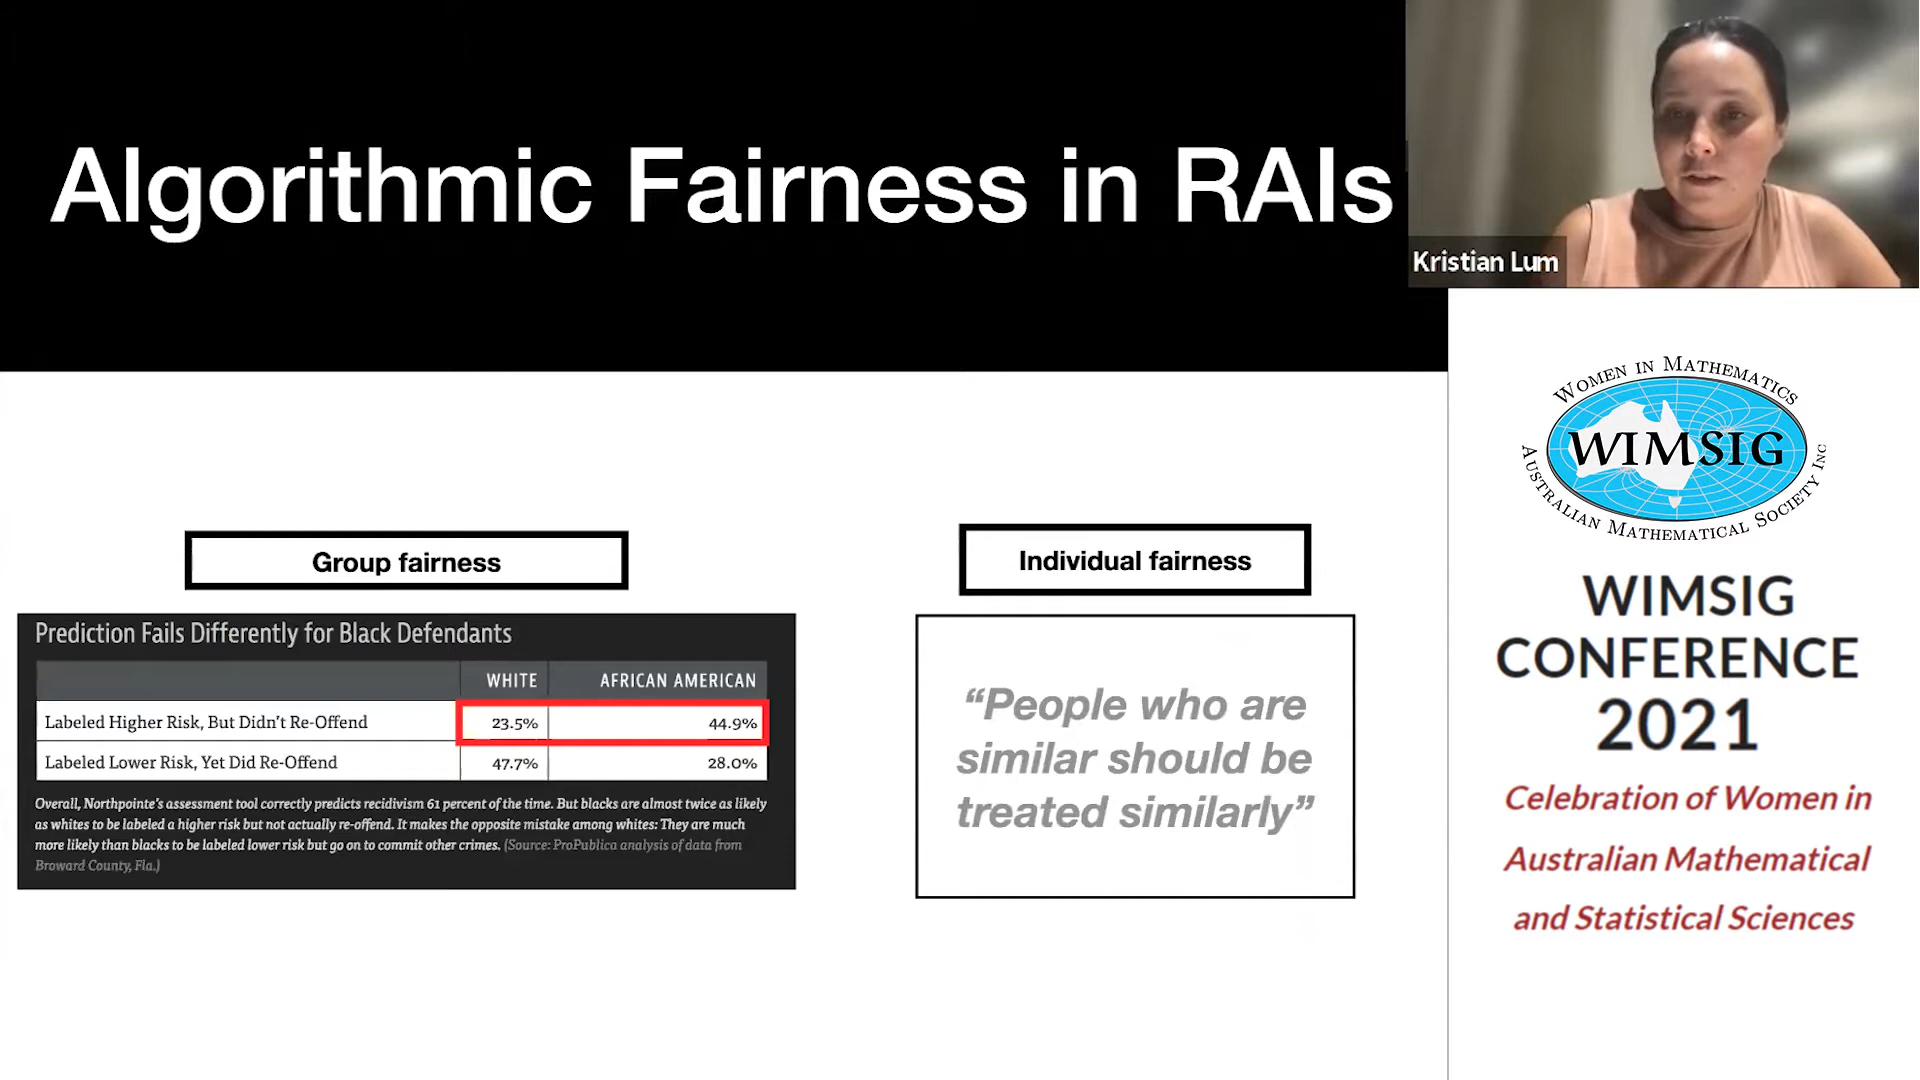 Algorithmic Fairness in RAIs
Kristian Lum
WOMEN IN MATHEMATICS
WIMSIG
AUSTRALIAN MATHEMATICAL SOCIETY INC
WIMSIG
CONFERENCE
2021
Celebration of Women in
Australian Mathematical
and Statistical Sciences
Group fairness
Prediction Fails Differently for Black Defendants
WHITE AFRICAN AMERICAN
Labeled Higher Risk, But Didn't Re-Offend 23.5% 44.9%
Labeled Lower Risk, Yet Did Re-Offend 47.7% 28.0%
Overall, Northpointe's assessment tool correctly predicts recidivism 61 percent of the time. But blacks are almost twice as likely
as whites to be labeled a higher risk but not actually re-offend. It makes the opposite mistake among whites: They are much
more likely than blacks to be labeled lower risk but go on to commit other crimes. (Source: ProPublica analysis of data from
Broward County, Fla.)
Individual fairness
“People who are
similar should be
treated similarly”